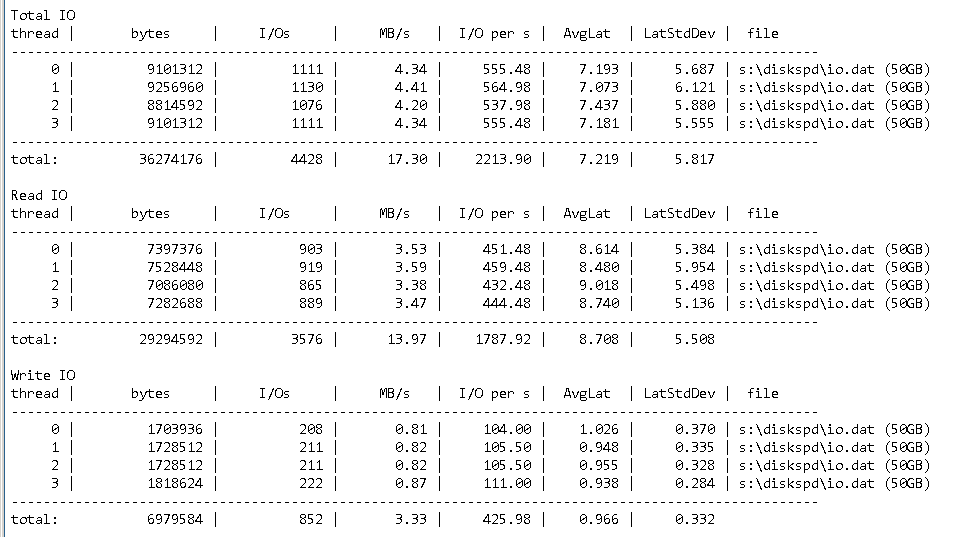 Total IO
thread |       bytes     |     I/Os     |     MB/s   |  I/O per s |  AvgLat  | LatStdDev |  file
-----------------------------------------------------------------------------------------------------
     0 |         9101312 |         1111 |       4.34 |     555.48 |    7.193 |     5.687 | s:\diskspd\io.dat (50GB)
     1 |         9256960 |         1130 |       4.41 |     564.98 |    7.073 |     6.121 | s:\diskspd\io.dat (50GB)
     2 |         8814592 |         1076 |       4.20 |     537.98 |    7.437 |     5.880 | s:\diskspd\io.dat (50GB)
     3 |         9101312 |         1111 |       4.34 |     555.48 |    7.181 |     5.555 | s:\diskspd\io.dat (50GB)
-----------------------------------------------------------------------------------------------------
total:          36274176 |         4428 |      17.30 |    2213.90 |    7.219 |     5.817
Read IO
thread |       bytes     |     I/Os     |     MB/s   |  I/O per s |  AvgLat  | LatStdDev |  file
-----------------------------------------------------------------------------------------------------
     0 |         7397376 |          903 |       3.53 |     451.48 |    8.614 |     5.384 | s:\diskspd\io.dat (50GB)
     1 |         7528448 |          919 |       3.59 |     459.48 |    8.480 |     5.954 | s:\diskspd\io.dat (50GB)
     2 |         7086080 |          865 |       3.38 |     432.48 |    9.018 |     5.498 | s:\diskspd\io.dat (50GB)
     3 |         7282688 |          889 |       3.47 |     444.48 |    8.740 |     5.136 | s:\diskspd\io.dat (50GB)
-----------------------------------------------------------------------------------------------------
total:          29294592 |         3576 |      13.97 |    1787.92 |    8.708 |     5.508
Write IO
thread |       bytes     |     I/Os     |     MB/s   |  I/O per s |  AvgLat  | LatStdDev |  file
-----------------------------------------------------------------------------------------------------
     0 |         1703936 |          208 |       0.81 |     104.00 |    1.026 |     0.370 | s:\diskspd\io.dat (50GB)
     1 |         1728512 |          211 |       0.82 |     105.50 |    0.948 |     0.335 | s:\diskspd\io.dat (50GB)
     2 |         1728512 |          211 |       0.82 |     105.50 |    0.955 |     0.328 | s:\diskspd\io.dat (50GB)
     3 |         1818624 |          222 |       0.87 |     111.00 |    0.938 |     0.284 | s:\diskspd\io.dat (50GB)
-----------------------------------------------------------------------------------------------------
total:           6979584 |          852 |       3.33 |     425.98 |    0.966 |     0.332